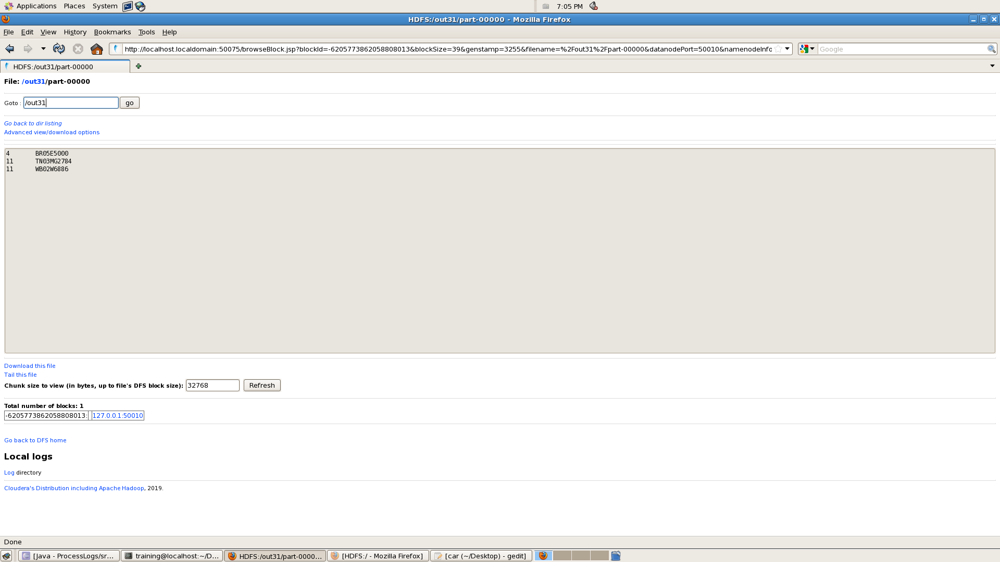 Applications Places System 7:05 PM
HDFS:/out31/part-00000 - Mozilla Firefox
File Edit View History Bookmarks Tools Help
http://localhost.localdomain:50075/browseBlock.jsp?blockId=-6205773862058808013&blockSize=39&genstamp=3255&filename=%2Fout31%2Fpart-00000&datanodePort=50010&namenodeInfo Google
HDFS:/out31/part-00000
File: /out31/part-00000
Goto : /out31 go
Go back to dir listing
Advanced view/download options
4 BR05E5000
11 TN03MG2784
11 WB02W6886
Download this file
Tail this file
Chunk size to view (in bytes, up to file's DFS block size): 32768 Refresh
Total number of blocks: 1
-6205773862058808013: 127.0.0.1:50010
Go back to DFS home
Local logs
Log directory
Cloudera's Distribution including Apache Hadoop, 2019.
Done
[Java - ProcessLogs/sr... training@localhost:~/D... HDFS:/out31/part-0000... [HDFS:/ - Mozilla Firefox] [car (~/Desktop) - gedit]